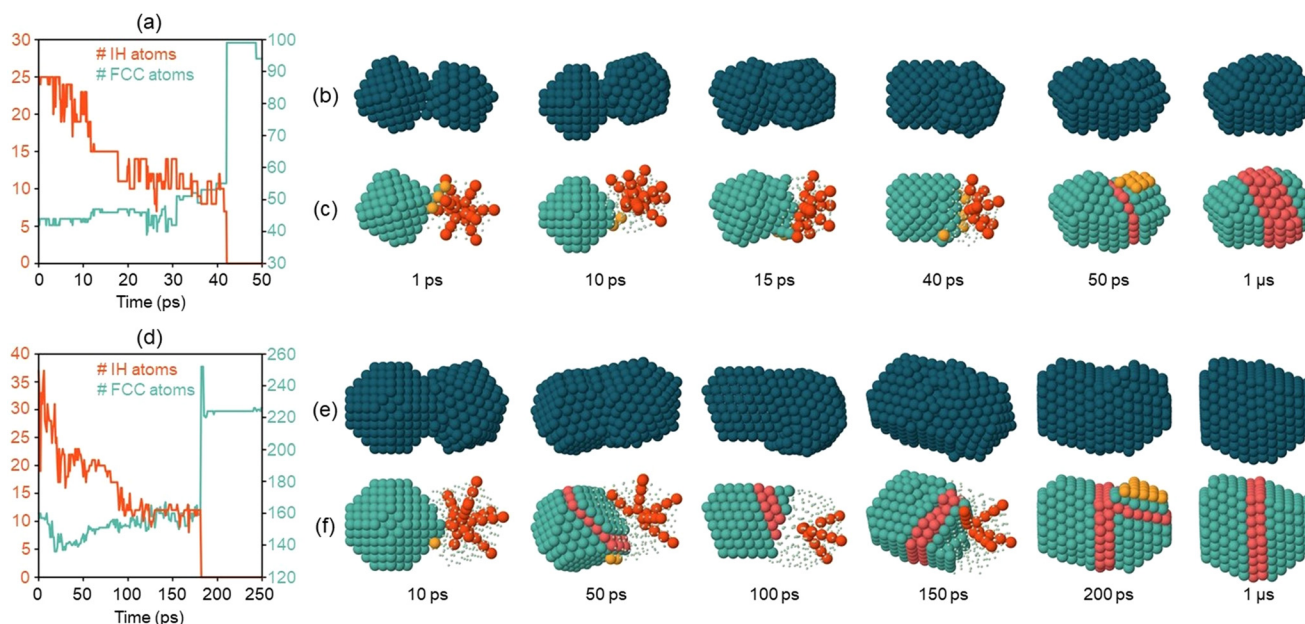 (a)
30
25
20
15
10
5
0
# IH atoms
# FCC atoms
100
90
80
70
60
50
40
30
0 10 20 30 40 50
Time (ps)
(b)
(c)
1 ps 10 ps 15 ps 40 ps 50 ps 1 µs
(d)
40
35
30
25
20
15
10
5
0
# IH atoms
# FCC atoms
260
240
220
200
180
160
140
120
0 50 100 150 200 250
Time (ps)
(e)
(f)
10 ps 50 ps 100 ps 150 ps 200 ps 1 µs